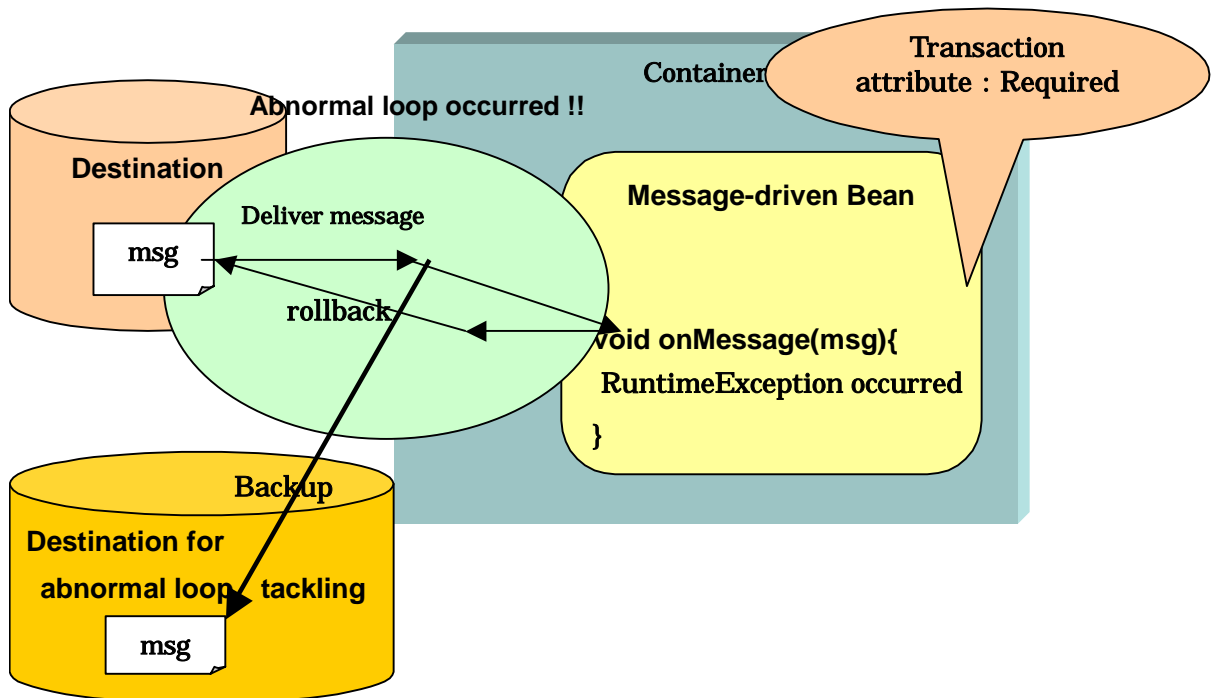 Transaction
attribute : Required
Container
Abnormal loop occurred !!
Destination
Message-driven Bean
Deliver message
msg
rollback
void onMessage(msg){
RuntimeException occurred
}
Backup
Destination for
abnormal loop tackling
msg